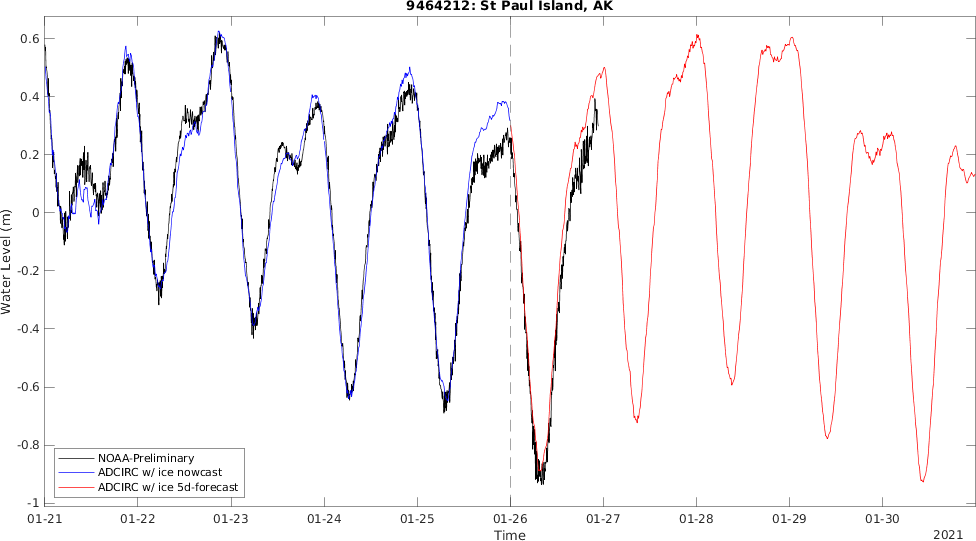 9464212: St Paul Island, AK
0.6
0.4
0.2
0
-0.2
-0.4
-0.6
-0.8
-1
Water Level (m)
NOAA-Preliminary
ADCIRC w/ ice nowcast
ADCIRC w/ ice 5d-forecast
01-21 01-22 01-23 01-24 01-25 01-26 01-27 01-28 01-29 01-30
Time
2021